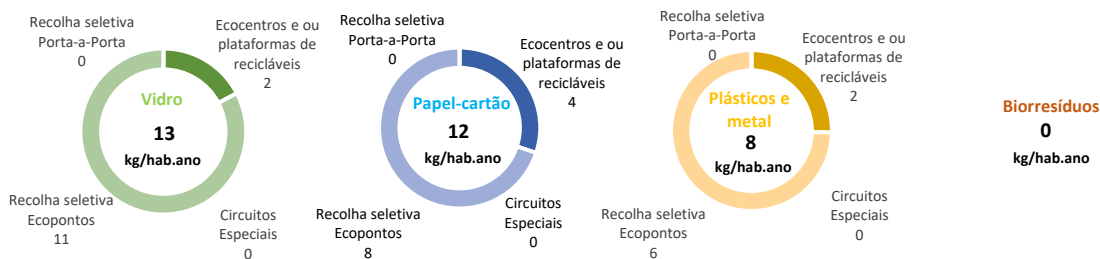 Recolha seletiva
Porta-a-Porta
0
Ecocentros e ou
plataformas de
recicláveis
2
Vidro
13
kg/hab.ano
Recolha seletiva
Ecopontos
11
Circuitos
Especiais
0
Recolha seletiva
Porta-a-Porta
0
Ecocentros e ou
plataformas de
recicláveis
4
Papel-cartão
12
kg/hab.ano
Recolha seletiva
Ecopontos
8
Circuitos
Especiais
0
Recolha seletiva
Porta-a-Porta
0
Ecocentros e ou
plataformas de
recicláveis
2
Plásticos e
metal
8
kg/hab.ano
Recolha seletiva
Ecopontos
6
Circuitos
Especiais
0
Biorresíduos
0
kg/hab.ano